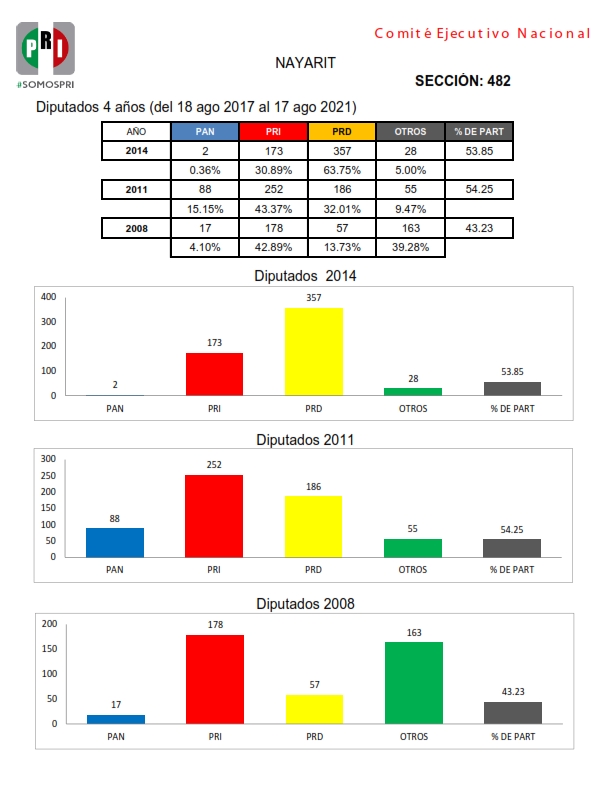 Comité Ejecutivo Nacional
PRI
#SOMOSPRI
NAYARIT
SECCIÓN: 482
Diputados 4 años (del 18 ago 2017 al 17 ago 2021)
AÑO PAN PRI PRD OTROS % DE PART
2014 2 173 357 28 53.85
0.36% 30.89% 63.75% 5.00%
2011 88 252 186 55 54.25
15.15% 43.37% 32.01% 9.47%
2008 17 178 57 163 43.23
4.10% 42.89% 13.73% 39.28%
Diputados 2014
400
300
200
100
0
2 173 357 28 53.85
PAN PRI PRD OTROS % DE PART
Diputados 2011
300
250
200
150
100
50
0
88 252 186 55 54.25
PAN PRI PRD OTROS % DE PART
Diputados 2008
200
150
100
50
0
17 178 57 163 43.23
PAN PRI PRD OTROS % DE PART